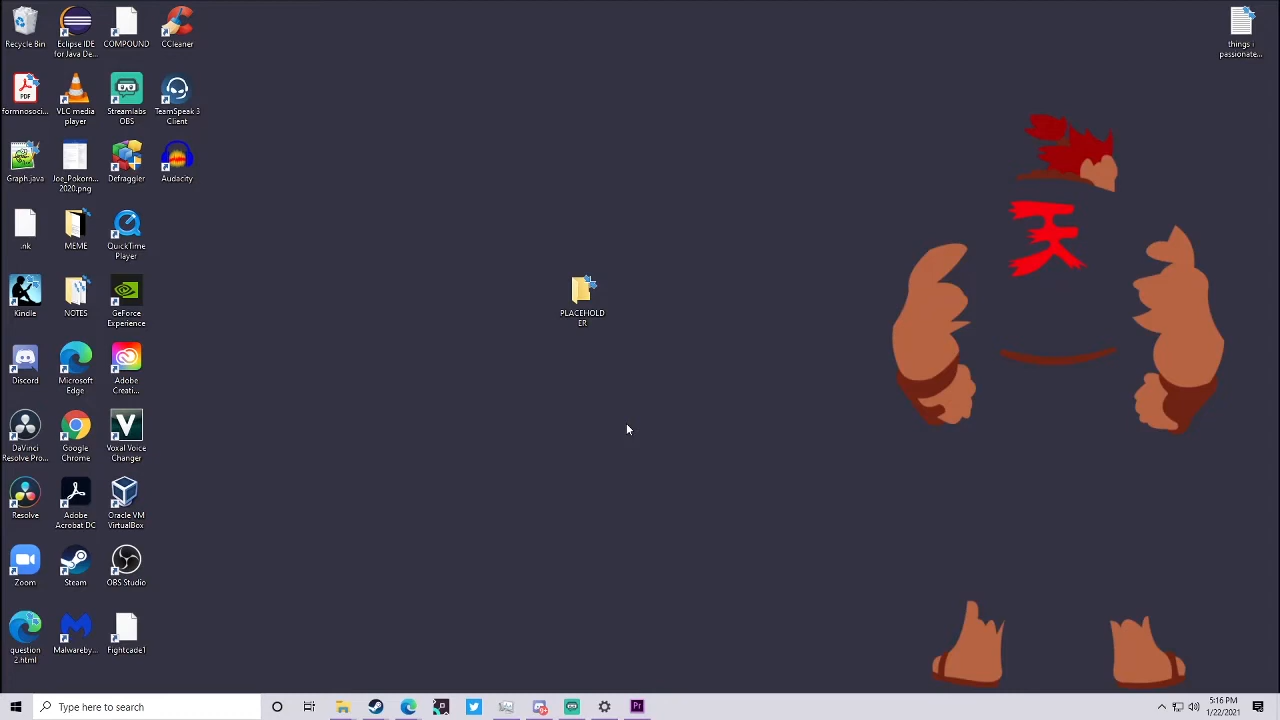 Recycle Bin
Eclipse IDE
for Java De...
COMPOUND
CCleaner
things i
passionate...
formnosoci...
VLC media
player
Streamlabs
OBS
TeamSpeak 3
Client
Graph.java
Joe_Pokorn...
2020.png
Defraggler
Audacity
.nk
MEME
QuickTime
Player
天
Kindle
NOTES
GeForce
Experience
PLACEHOLD
ER
Discord
Microsoft
Edge
Adobe
Creati...
DaVinci
Resolve Pro...
Google
Chrome
Voxal Voice
Changer
Resolve
Adobe
Acrobat DC
Oracle VM
VirtualBox
Zoom
Steam
OBS Studio
question
2.html
Malwareby...
Fightcade1
Type here to search
Pr
5:16 PM
1/22/2021